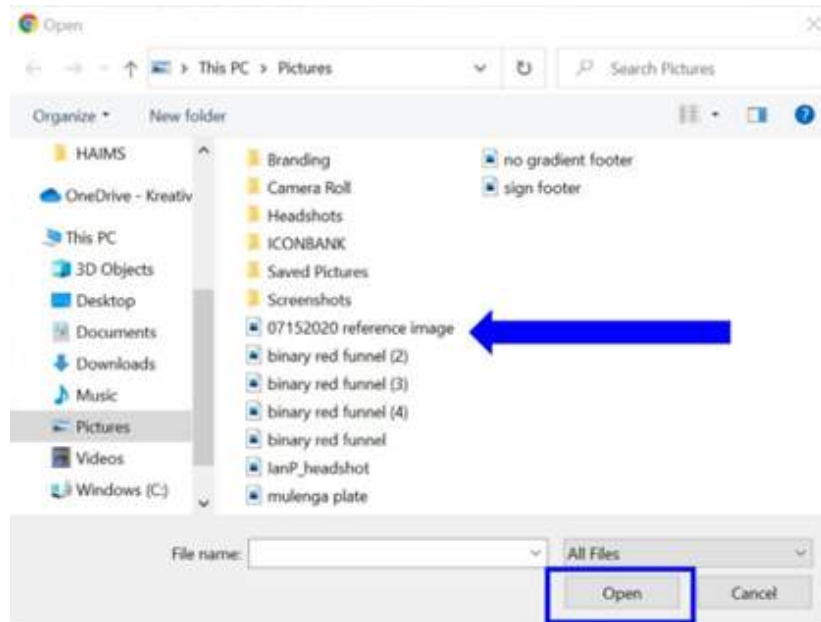 Open
This PC > Pictures
Search Pictures
Organize
New folder
HAIMS
OneDrive - Kreativ
This PC
3D Objects
Desktop
Documents
Downloads
Music
Pictures
Videos
Windows (C:)
Branding
Camera Roll
Headshots
ICONBANK
Saved Pictures
Screenshots
07152020 reference image
binary red funnel (2)
binary red funnel (3)
binary red funnel (4)
binary red funnel
IanP_headshot
mulenga plate
no gradient footer
sign footer
File name:
All Files
Open
Cancel